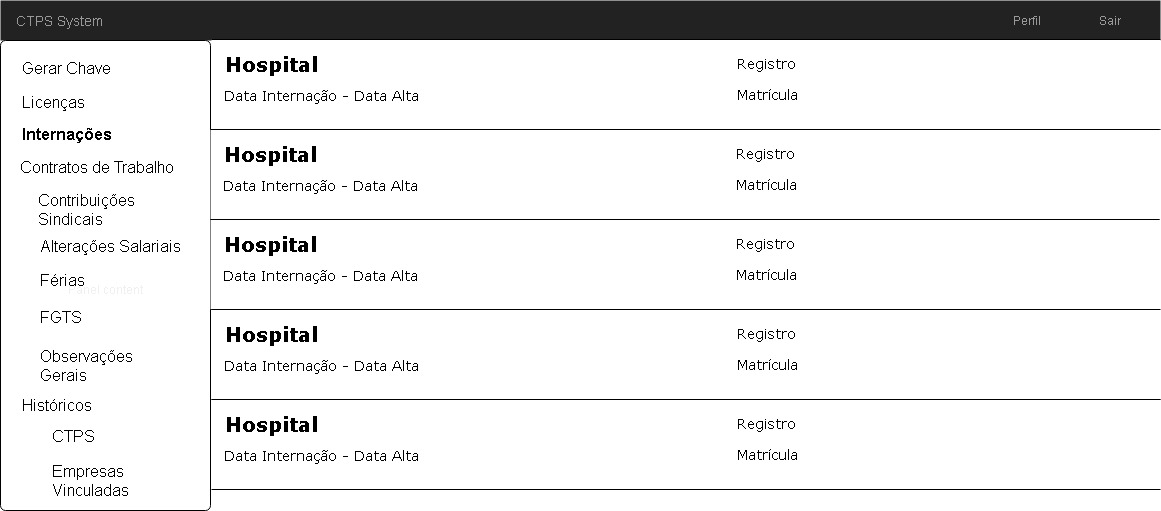 CTPS System Perfil Sair
Gerar Chave
Licenças
Internações
Contratos de Trabalho
Contribuições
Sindicais
Alterações Salariais
Férias
Panel content
FGTS
Observações
Gerais
Históricos
CTPS
Empresas
Vinculadas
Hospital Registro
Data Internação - Data Alta Matrícula
Hospital Registro
Data Internação - Data Alta Matrícula
Hospital Registro
Data Internação - Data Alta Matrícula
Hospital Registro
Data Internação - Data Alta Matrícula
Hospital Registro
Data Internação - Data Alta Matrícula